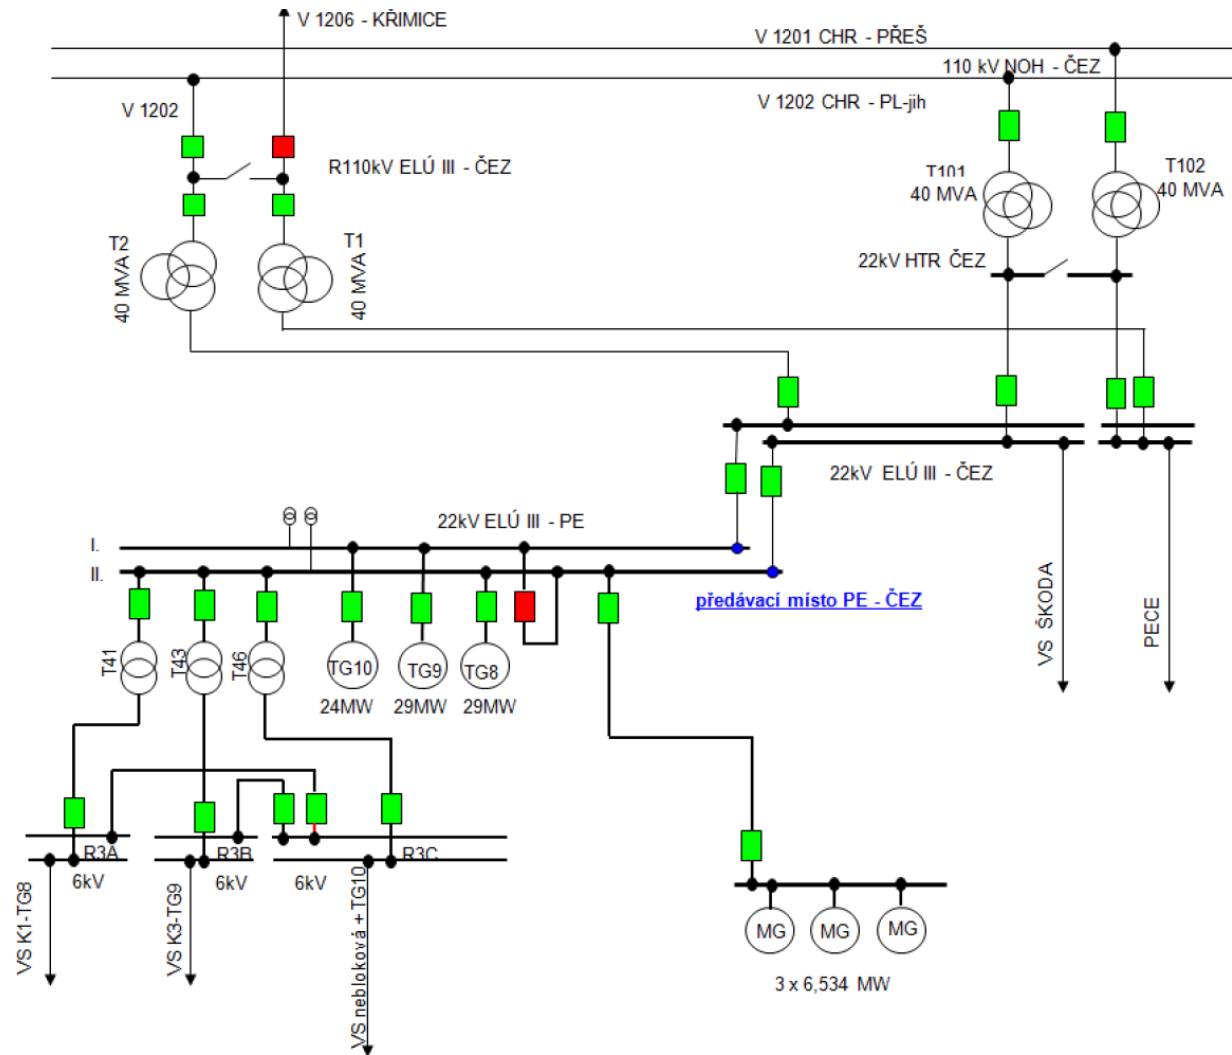 V 1206 - KŘIMICE
V 1201 CHR - PŘEŠ
110 kV NOH - ČEZ
V 1202 CHR - PL-jih
V 1202
R110kV ELÚ III - ČEZ
T101
40 MVA
T102
40 MVA
T2
40 MVA
T1
40 MVA
22kV HTR ČEZ
22kV ELÚ III - ČEZ
22kV ELÚ III - PE
I.
II.
předávací místo PE - ČEZ
VS ŠKODA
PECE
T41
T43
T46
TG10
TG9
TG8
24MW
29MW
29MW
R3A
R3B
R3C
6kV
6kV
6kV
VS K1-TG8
VS K3-TG9
VS nebloková + TG10
MG
MG
MG
3 x 6,534 MW